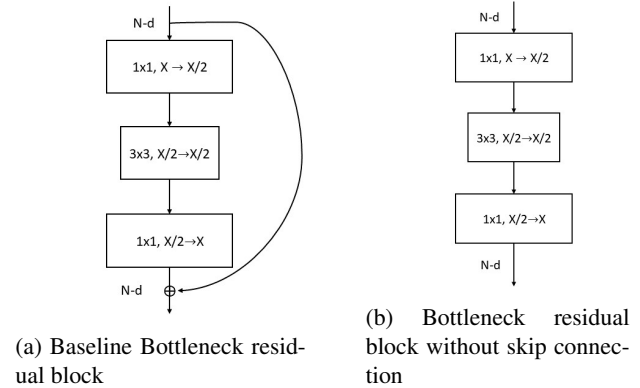 N-d
1x1, X → X/2
3x3, X/2→X/2
1x1, X/2→X
N-d
(a) Baseline Bottleneck resid-
ual block
N-d
1x1, X → X/2
3x3, X/2→X/2
1x1, X/2→X
N-d
(b) Bottleneck residual
block without skip connec-
tion